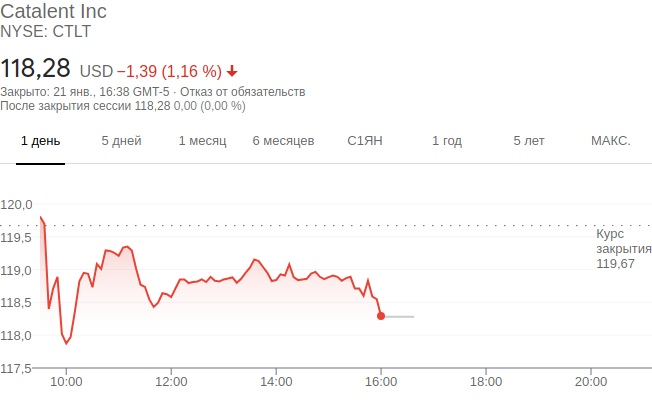 Catalent Inc
NYSE: CTLT
118,28 USD −1,39 (1,16 %)
Закрыто: 21 янв., 16:38 GMT-5 · Отказ от обязательств
После закрытия сессии 118,28 0,00 (0,00 %)
1 день 5 дней 1 месяц 6 месяцев С1ЯН 1 год 5 лет МАКС.
120,0
119,5
119,0
118,5
118,0
117,5
Курс
закрытия
119,67
10:00 12:00 14:00 16:00 18:00 20:00